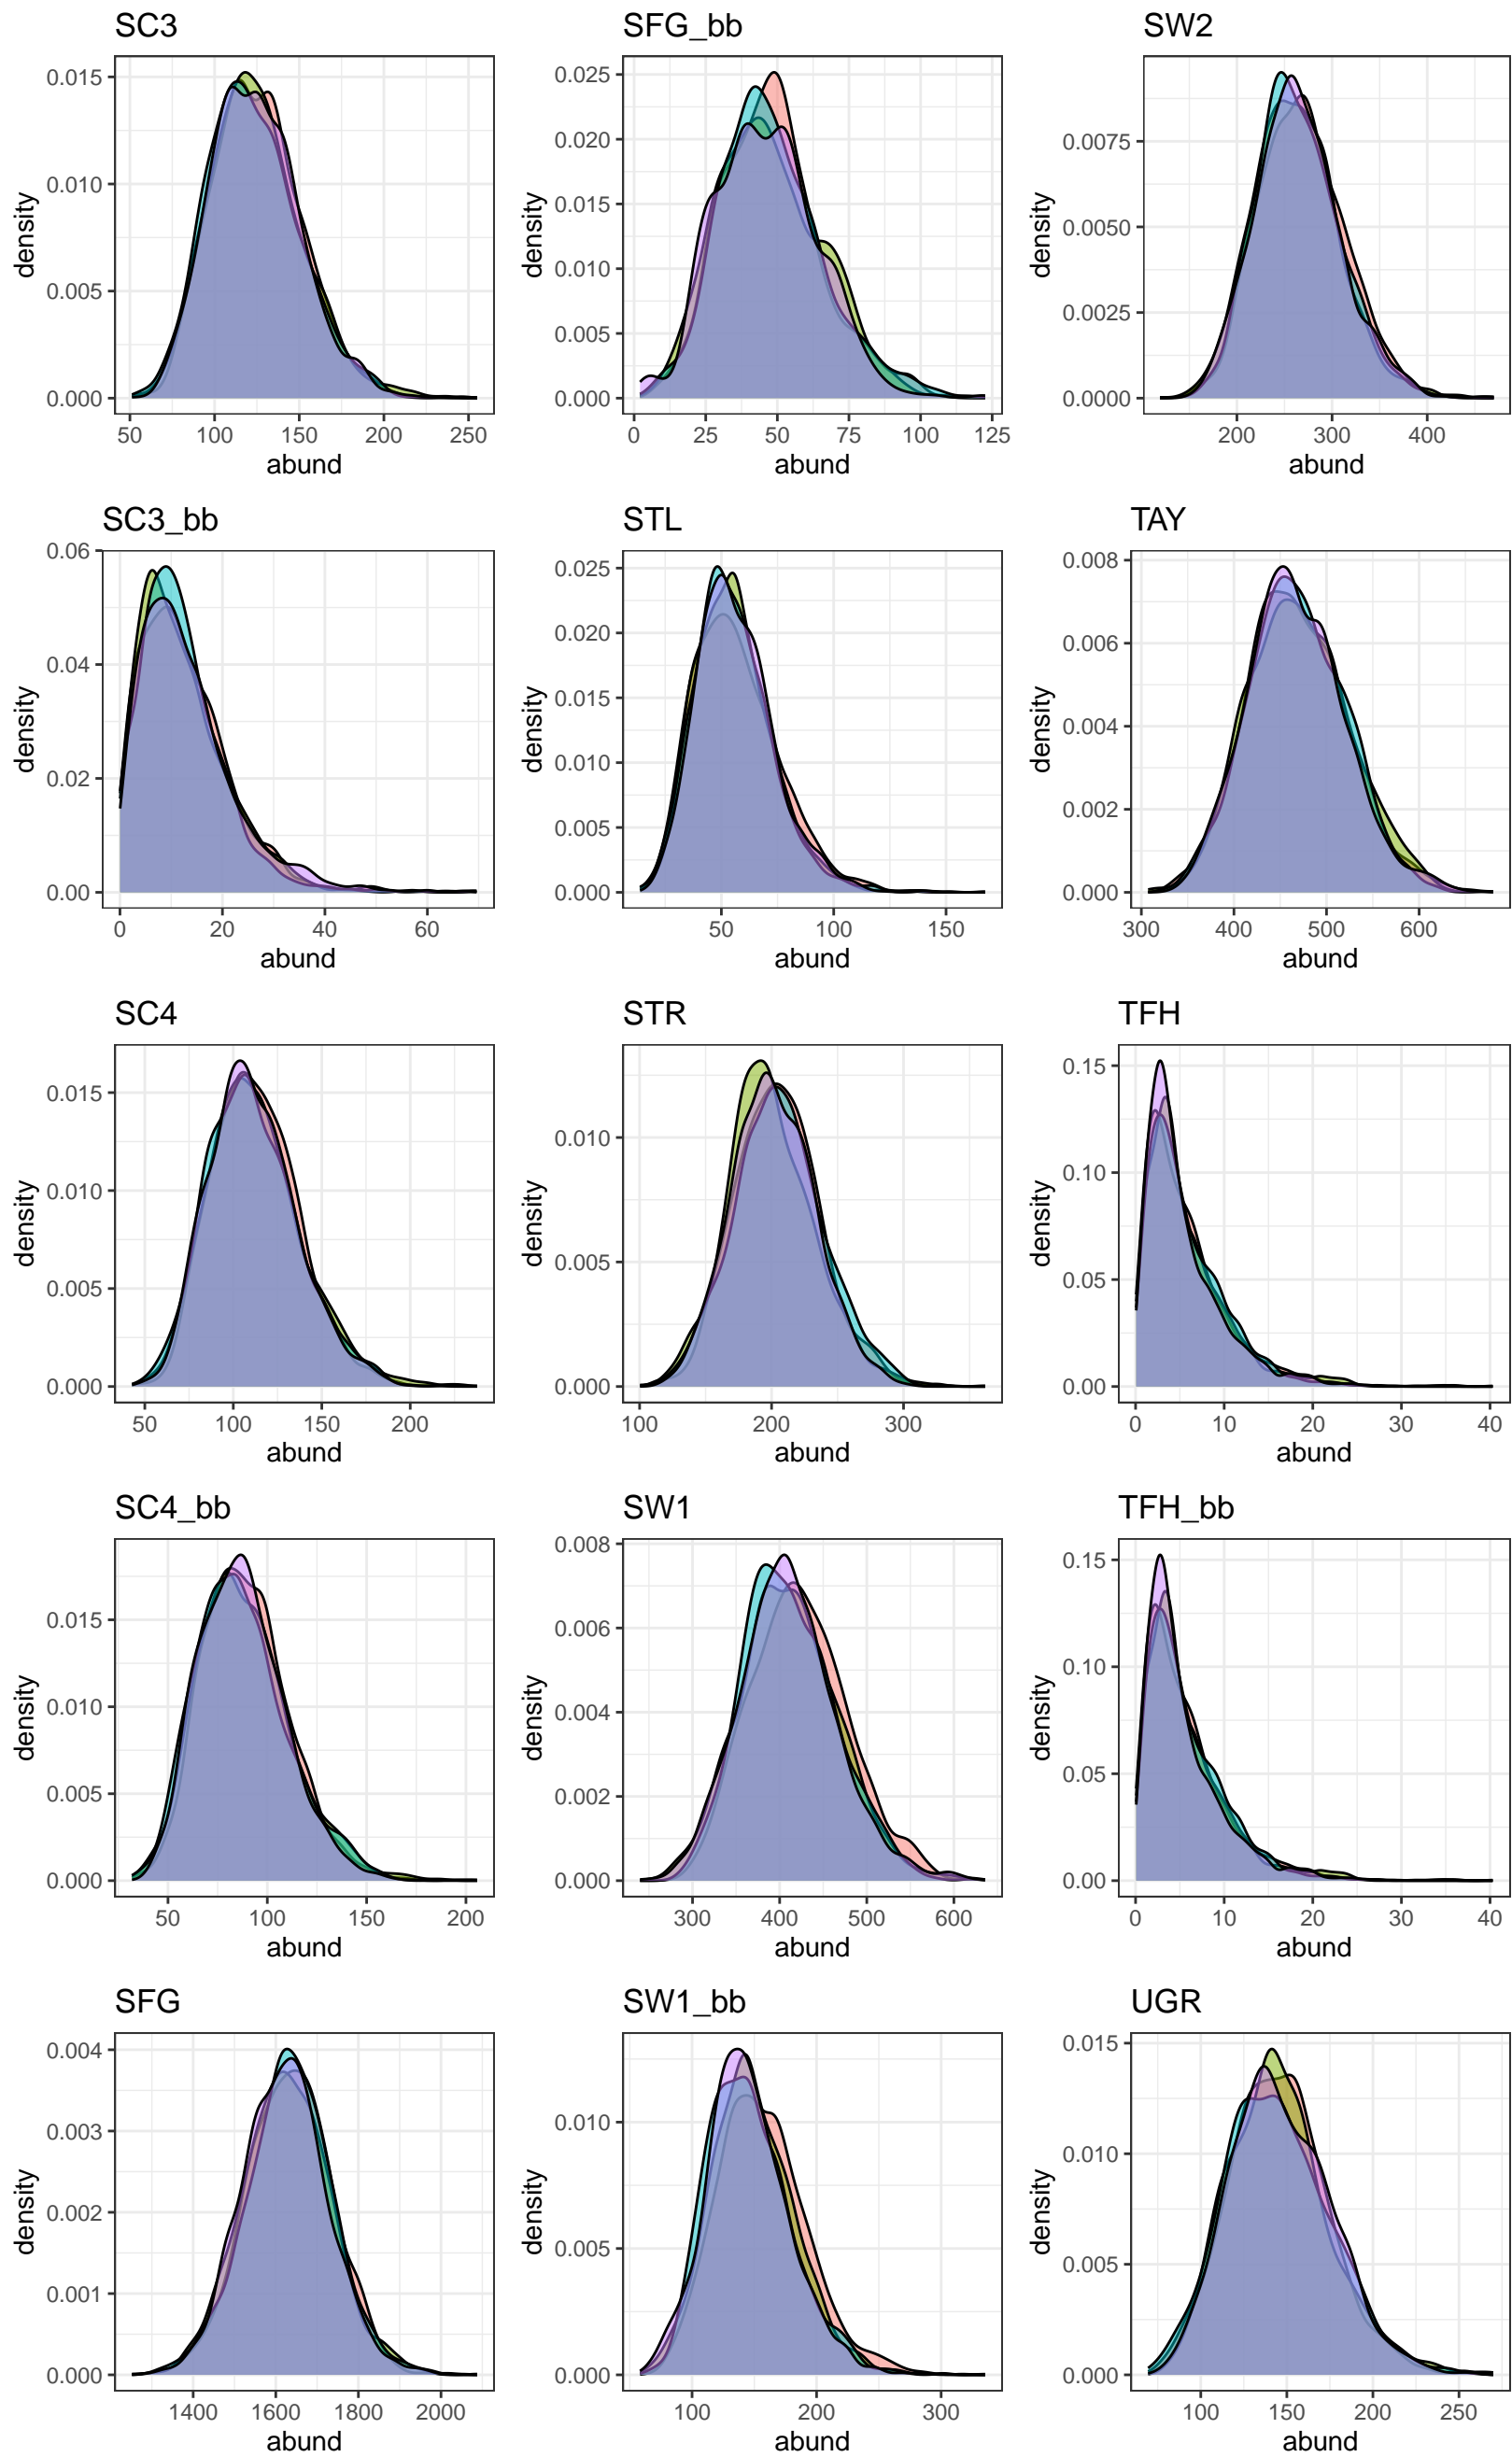 SC3
SFG_bb
SW2
0.015
0.010
0.005
0.000
density
50 100 150 200 250
abund
0.025
0.020
0.015
0.010
0.005
0.000
density
0 25 50 75 100 125
abund
0.0075
0.0050
0.0025
0.0000
density
200 300 400
abund
SC3_bb
STL
TAY
0.06
0.04
0.02
0.00
density
0 20 40 60
abund
0.025
0.020
0.015
0.010
0.005
0.000
density
50 100 150
abund
0.008
0.006
0.004
0.002
0.000
density
300 400 500 600
abund
SC4
STR
TFH
0.015
0.010
0.005
0.000
density
50 100 150 200
abund
0.010
0.005
0.000
density
100 200 300
abund
0.15
0.10
0.05
0.00
density
0 10 20 30 40
abund
SC4_bb
SW1
TFH_bb
0.015
0.010
0.005
0.000
density
50 100 150 200
abund
0.008
0.006
0.004
0.002
0.000
density
300 400 500 600
abund
0.15
0.10
0.05
0.00
density
0 10 20 30 40
abund
SFG
SW1_bb
UGR
0.004
0.003
0.002
0.001
0.000
density
1400 1600 1800 2000
abund
0.010
0.005
0.000
density
100 200 300
abund
0.015
0.010
0.005
0.000
density
100 150 200 250
abund